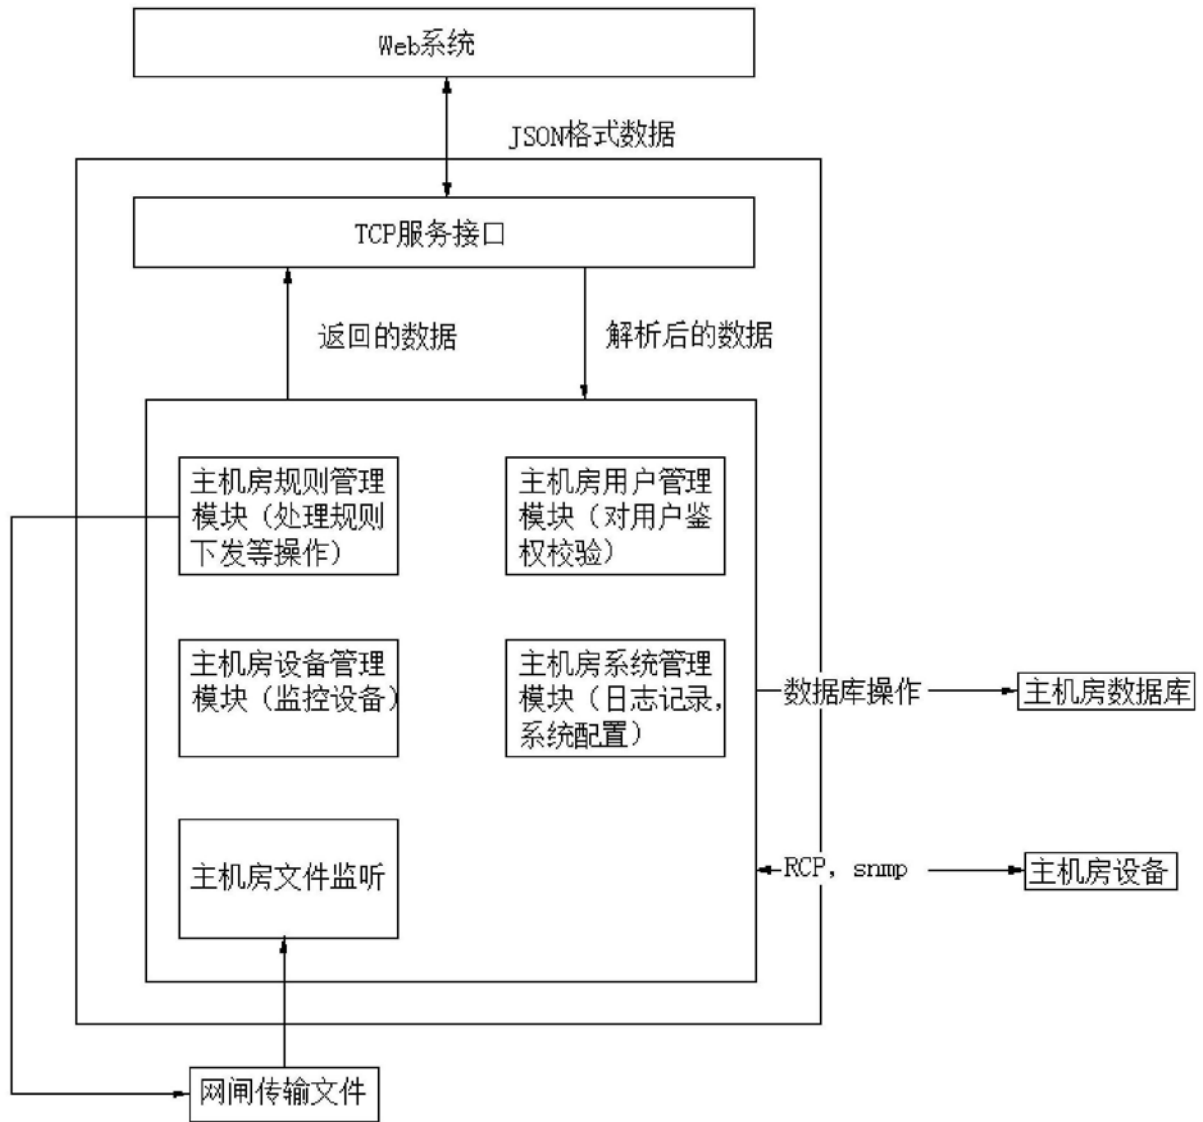 Web系统
JSON格式数据
TCP服务接口
返回的数据
解析后的数据
主机房规则管理
模块（处理规则
下发等操作）
主机房用户管理
模块（对用户鉴
权校验）
主机房设备管理
模块（监控设备）
主机房系统管理
模块（日志记录，
系统配置）
数据库操作
主机房数据库
主机房文件监听
RCP，snmp
主机房设备
网闸传输文件